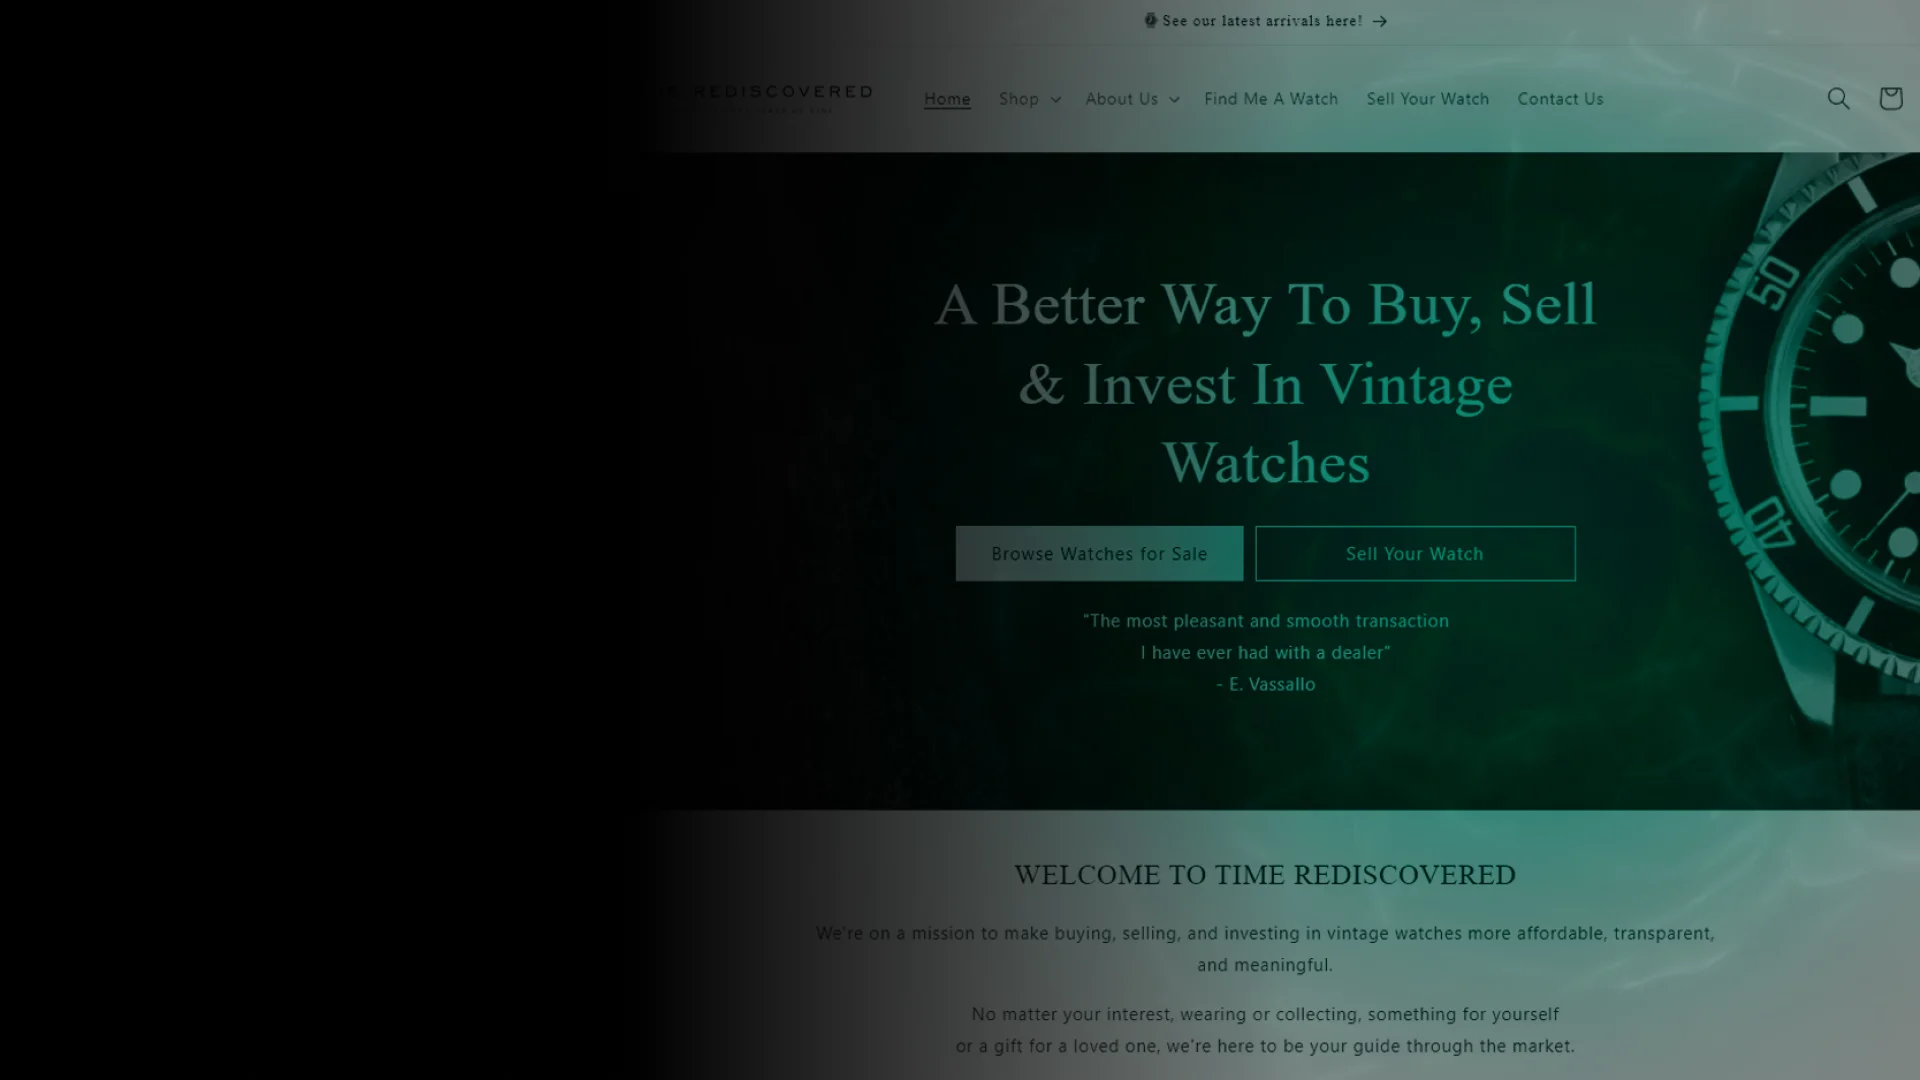 See our latest arrivals here! →
REDISCOVERED
Home Shop About Us Find Me A Watch Sell Your Watch Contact Us
A Better Way To Buy, Sell
& Invest In Vintage
Watches
Browse Watches for Sale Sell Your Watch
“The most pleasant and smooth transaction
I have ever had with a dealer”
- E. Vassallo
50
40
WELCOME TO TIME REDISCOVERED
We're on a mission to make buying, selling, and investing in vintage watches more affordable, transparent,
and meaningful.
No matter your interest, wearing or collecting, something for yourself
or a gift for a loved one, we're here to be your guide through the market.